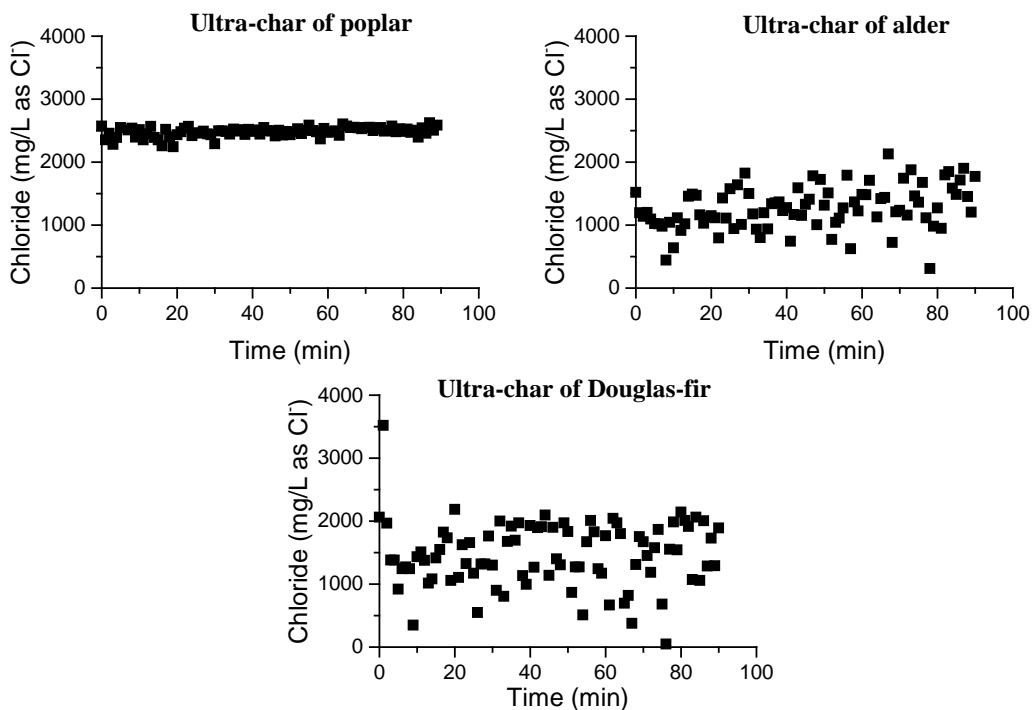 Ultra-char of poplar
4000
3000
2000
1000
0
Chloride (mg/L as Cl⁻)
0 20 40 60 80 100
Time (min)
Ultra-char of alder
4000
3000
2000
1000
0
Chloride (mg/L as Cl⁻)
0 20 40 60 80 100
Time (min)
Ultra-char of Douglas-fir
4000
3000
2000
1000
0
Chloride (mg/L as Cl⁻)
0 20 40 60 80 100
Time (min)